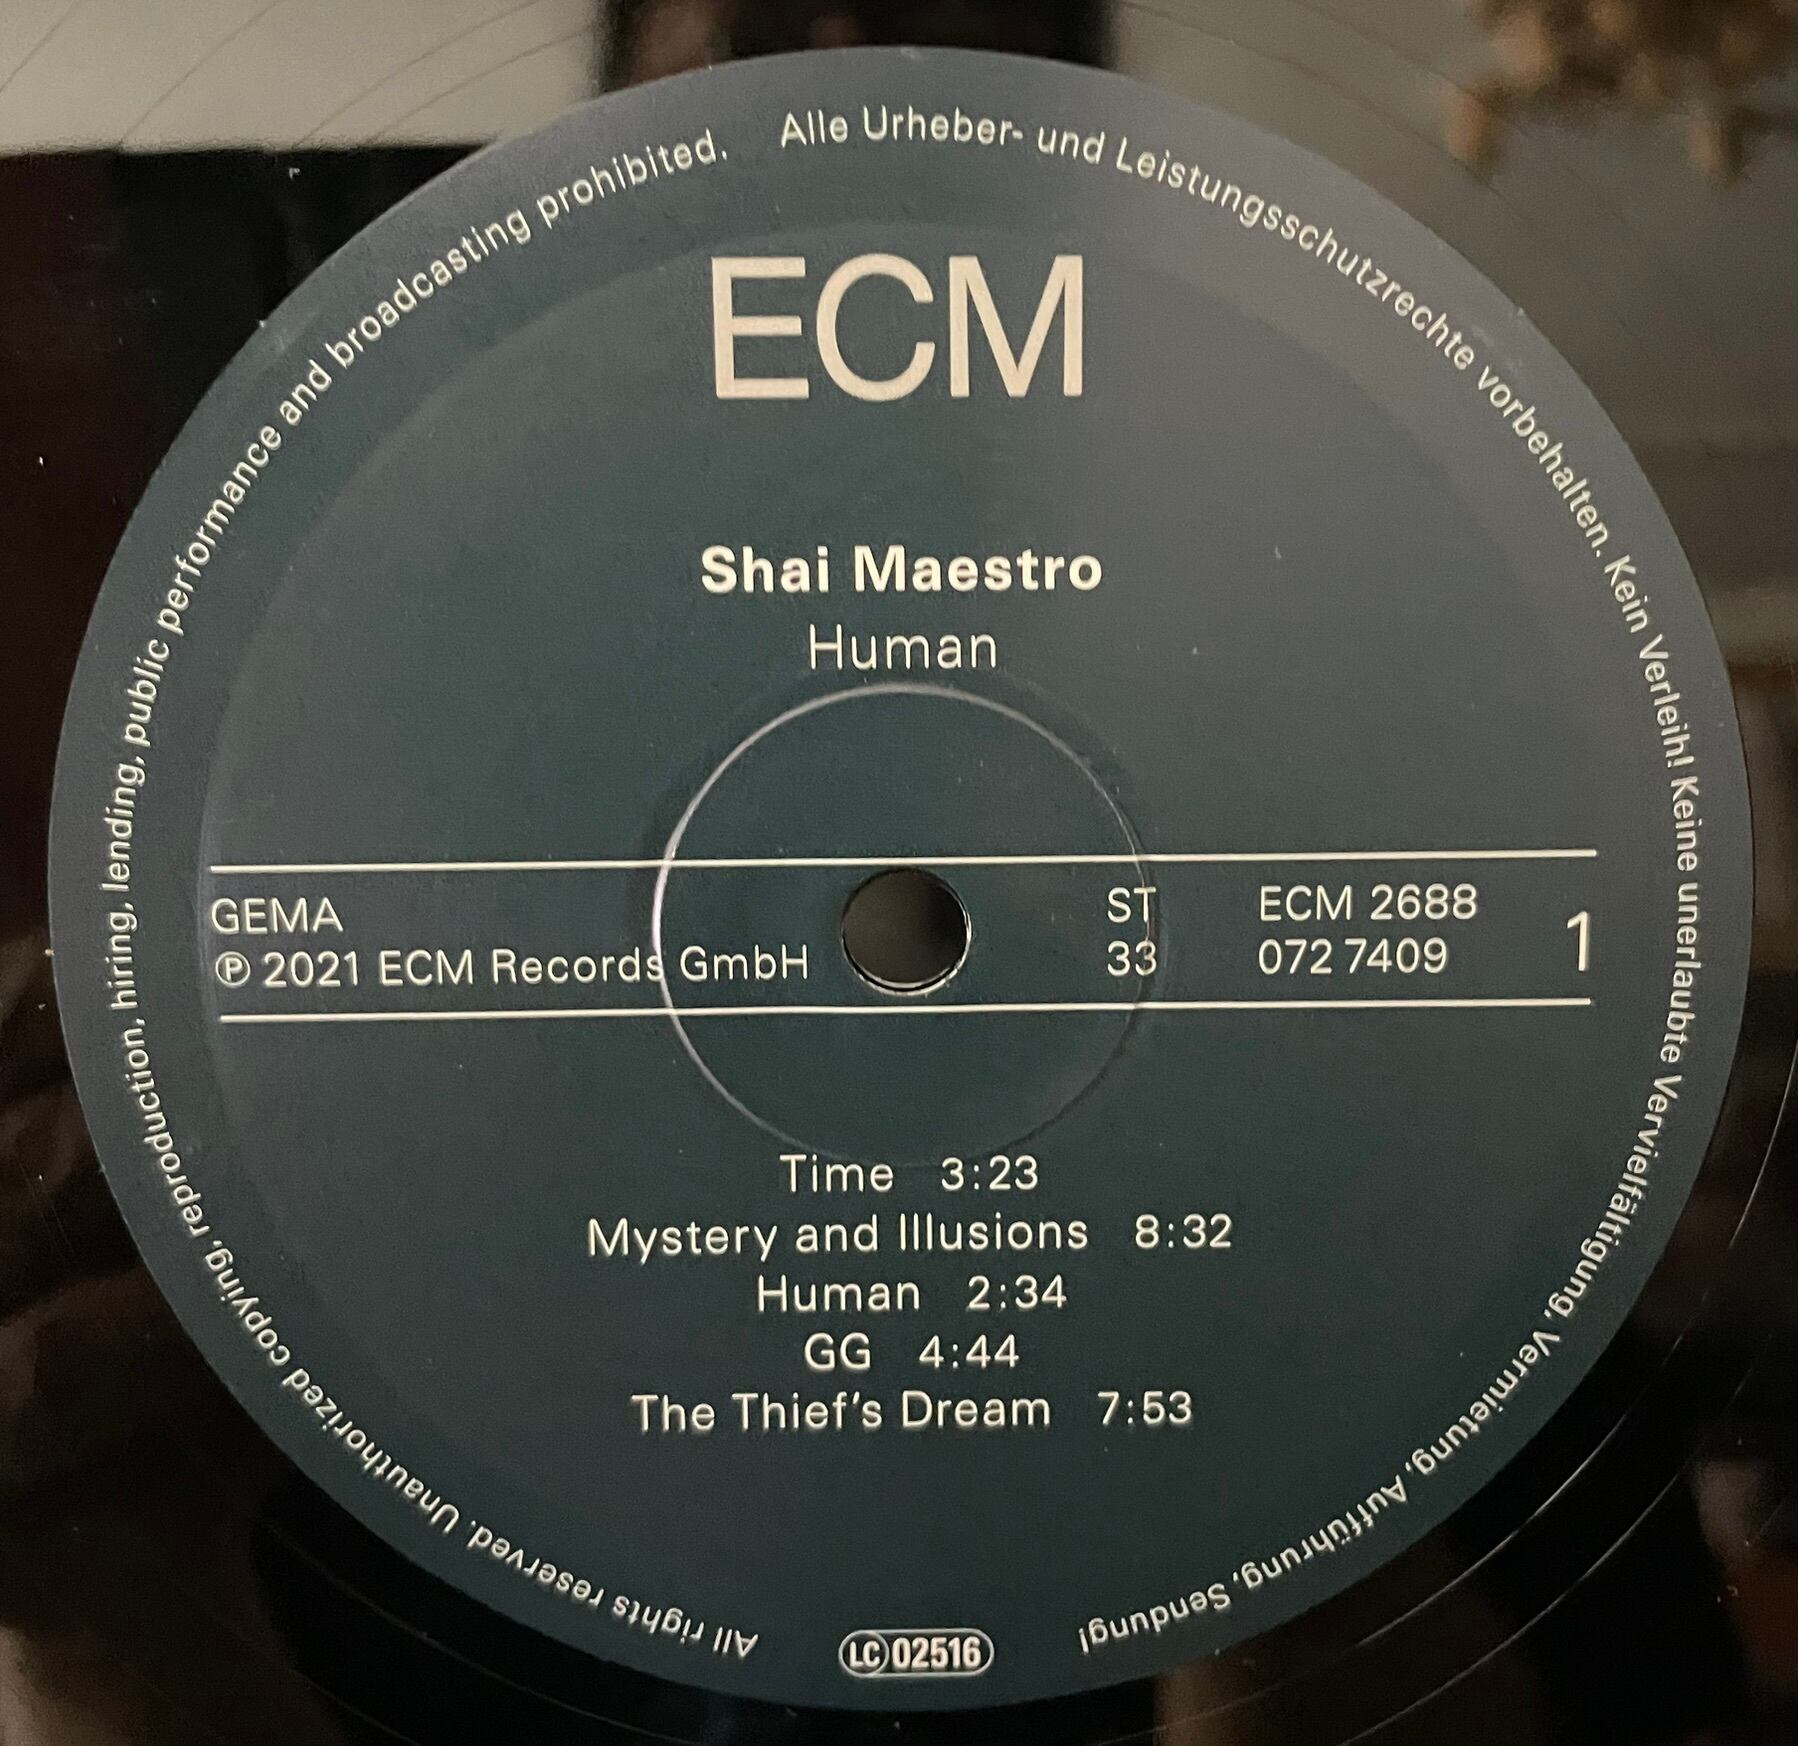 ECM
Shai Maestro
Human
GEMA
℗ 2021 ECM Records GmbH
ST
33
ECM 2688
072 7409
1
Time 3:23
Mystery and Illusions 8:32
Human 2:34
GG 4:44
The Thief's Dream 7:53
LC 02516
All rights reserved. Unauthorized copying, reproduction, hiring, lending, public performance and broadcasting prohibited.
Alle Urheber- und Leistungsschutzrechte vorbehalten. Kein Verleih! Keine unerlaubte Vervielfältigung, Vermietung, Aufführung, Sendung!